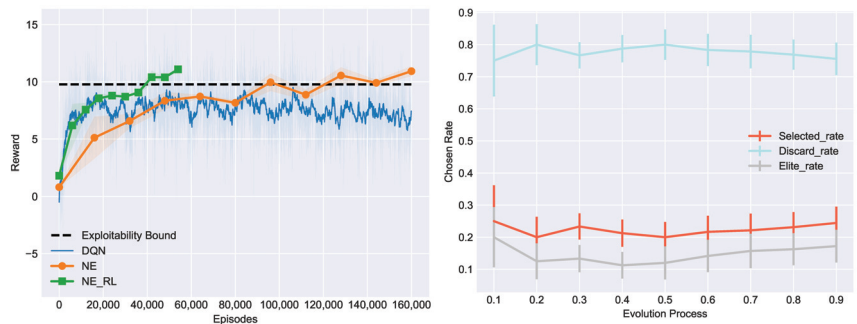 15
10
5
0
−5
Reward
Exploitability Bound
DQN
NE
NE_RL
0
20,000
40,000
60,000
80,000
100,000
120,000
140,000
160,000
Episodes
0.9
0.8
0.7
0.6
0.5
0.4
0.3
0.2
0.1
Chosen Rate
Selected_rate
Discard_rate
Elite_rate
0.1
0.2
0.3
0.4
0.5
0.6
0.7
0.8
0.9
Evolution Process